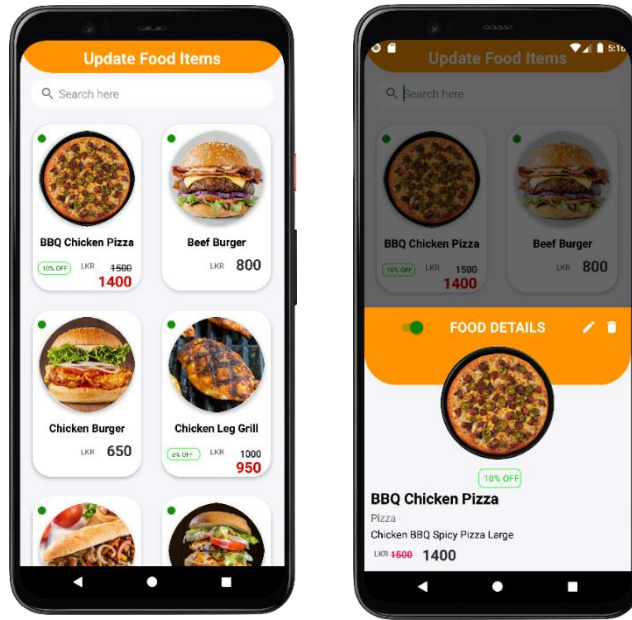 Update Food Items
Search here
BBQ Chicken Pizza
10% OFF LKR 1500
1400
Beef Burger
LKR 800
Chicken Burger
LKR 650
Chicken Leg Grill
LKR 1000
950
5:16
Update Food Items
Search here
BBQ Chicken Pizza
10% OFF LKR 1500
1400
Beef Burger
LKR 800
FOOD DETAILS
10% OFF
BBQ Chicken Pizza
Pizza
Chicken BBQ Spicy Pizza Large
LKR 1500 1400